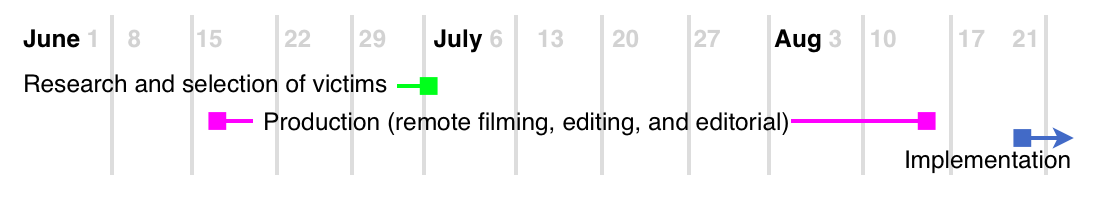 June 1 8 15 22 29 July 6 13 20 27 Aug 3 10 17 21
Research and selection of victims
Production (remote filming, editing, and editorial)
Implementation